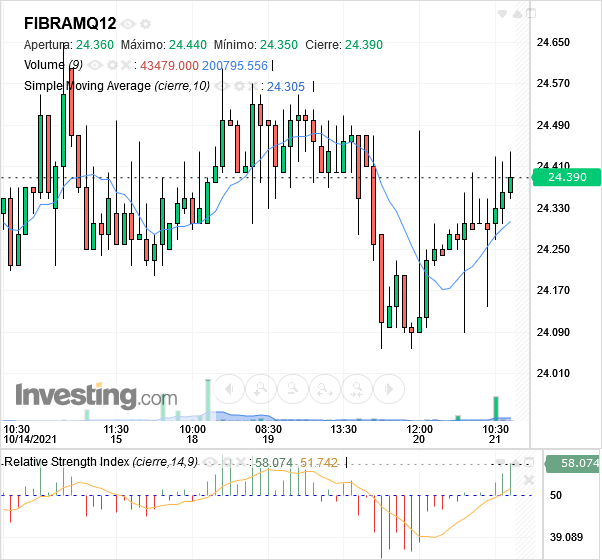 FIBRAMQ12
Apertura: 24.360 Máximo: 24.440 Mínimo: 24.350 Cierre: 24.390
Volume (9) 43479.000 200795.556
Simple Moving Average (cierre,10) : 24.305
24.650
24.570
24.490
24.410
24.390
24.330
24.250
24.170
24.090
24.010
Investing.com
10:30 11:30 10:00 08:30 13:30 12:00 10:30
10/14/2021 15 18 19 20 21
Relative Strength Index (cierre,14,9) : 58.074 51.742
58.074
50
39.089